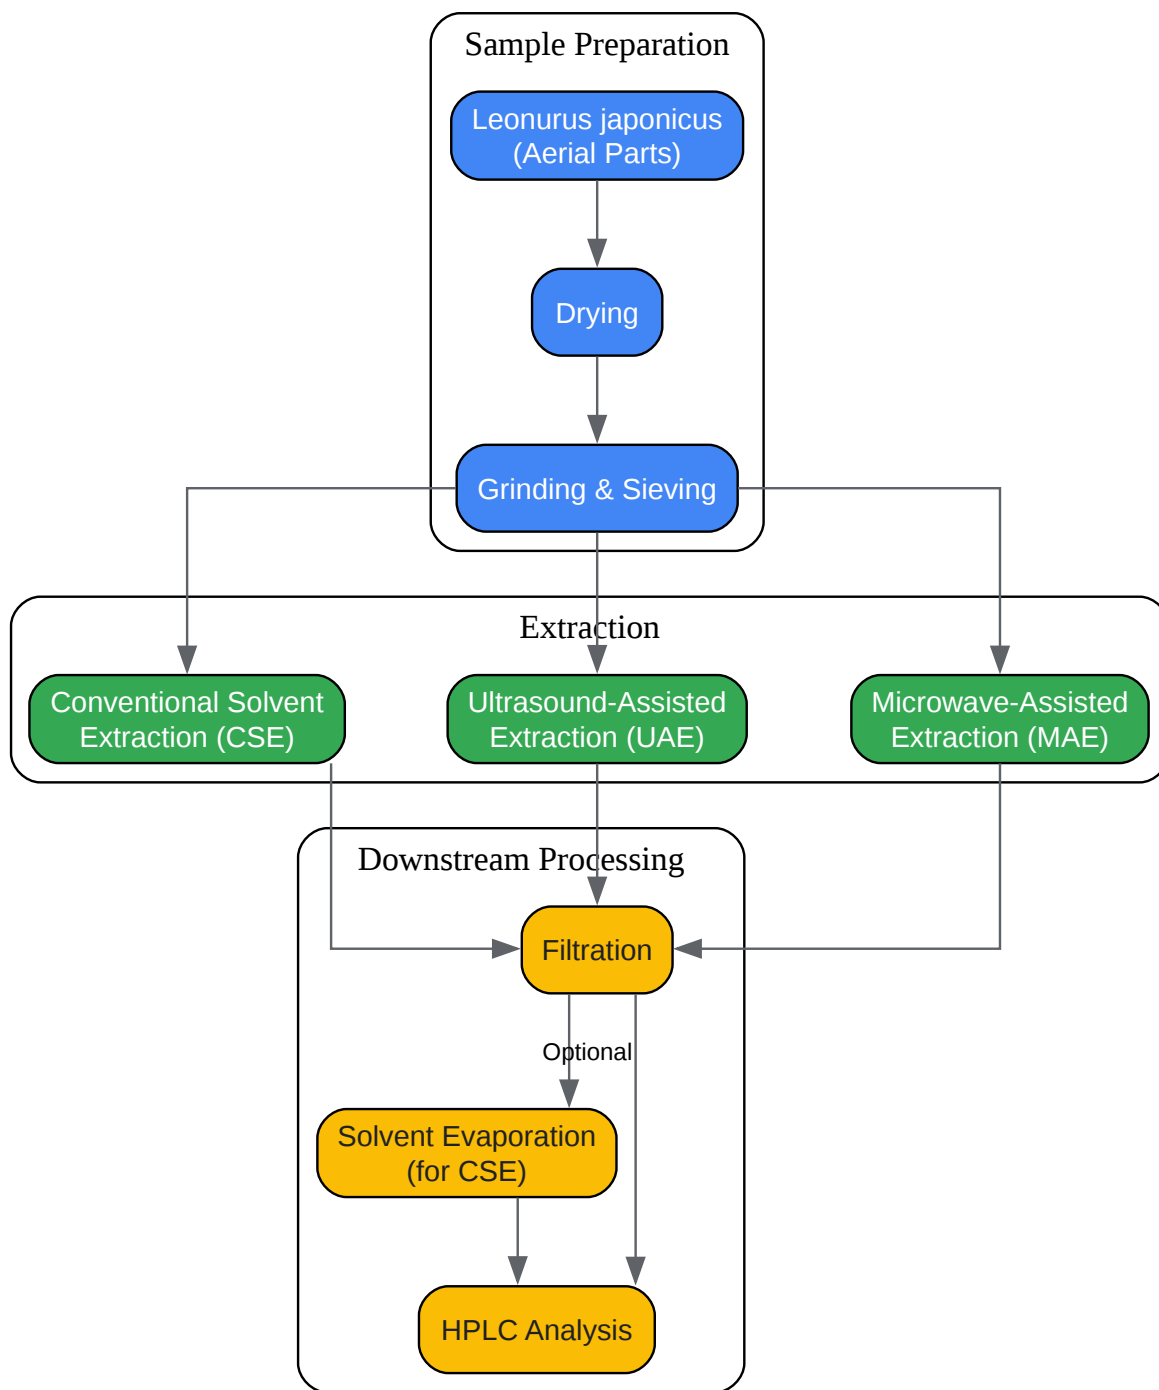 Sample Preparation
Leonurus japonicus
(Aerial Parts)
Drying
Grinding & Sieving
Extraction
Conventional Solvent
Extraction (CSE)
Ultrasound-Assisted
Extraction (UAE)
Microwave-Assisted
Extraction (MAE)
Downstream Processing
Filtration
Optional
Solvent Evaporation
(for CSE)
HPLC Analysis